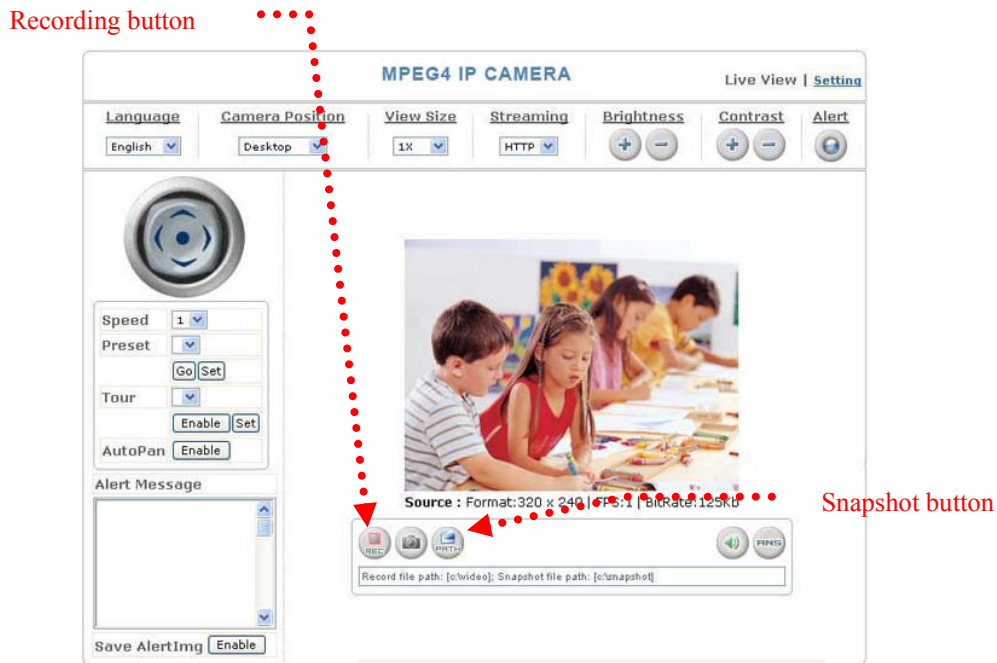 Recording button
MPEG4 IP CAMERA
Live View | Setting
Language Camera Position View Size Streaming Brightness Contrast Alert
English Desktop 1X HTTP + − + −
Speed 1
Preset
Go Set
Tour
Enable Set
AutoPan Enable
Alert Message
Source : Format:320 x 240 | FPS:1 | BitRate:125Kb
Snapshot button
REC PATH ANS
Record file path: [c:\video]; Snapshot file path: [c:\snapshot]
Save AlertImg Enable